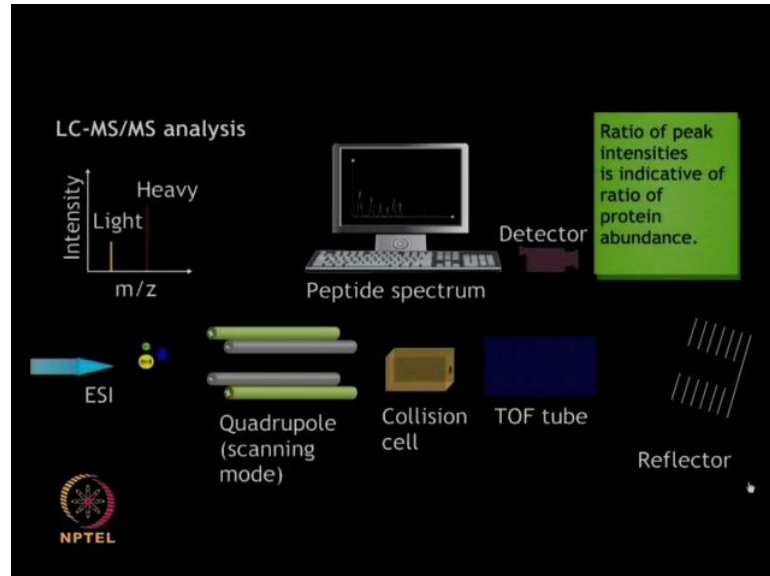 LC-MS/MS analysis
Intensity
Light
Heavy
m/z
Peptide spectrum
Detector
Ratio of peak
intensities
is indicative of
ratio of
protein
abundance.
ESI
Quadrupole
(scanning
mode)
Collision
cell
TOF tube
Reflector
NPTEL